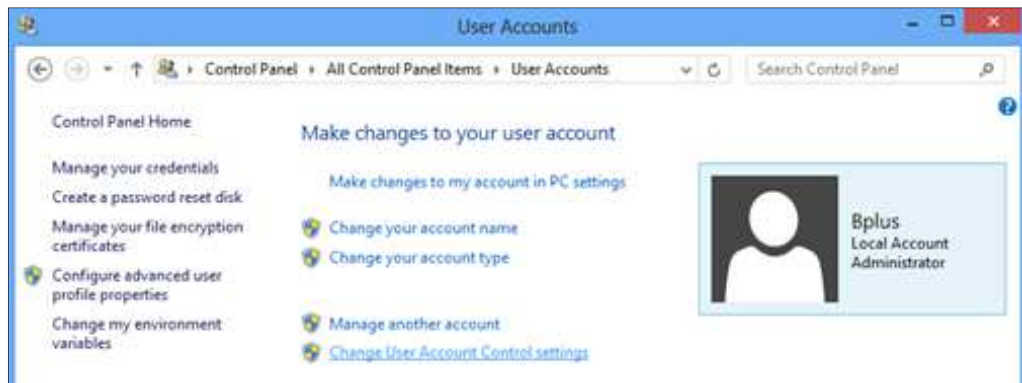 User Accounts
Control Panel All Control Panel Items User Accounts
Search Control Panel
Control Panel Home
Manage your credentials
Create a password reset disk
Manage your file encryption
certificates
Configure advanced user
profile properties
Change my environment
variables
Make changes to your user account
Make changes to my account in PC settings
Change your account name
Change your account type
Manage another account
Change User Account Control settings
Bplus
Local Account
Administrator